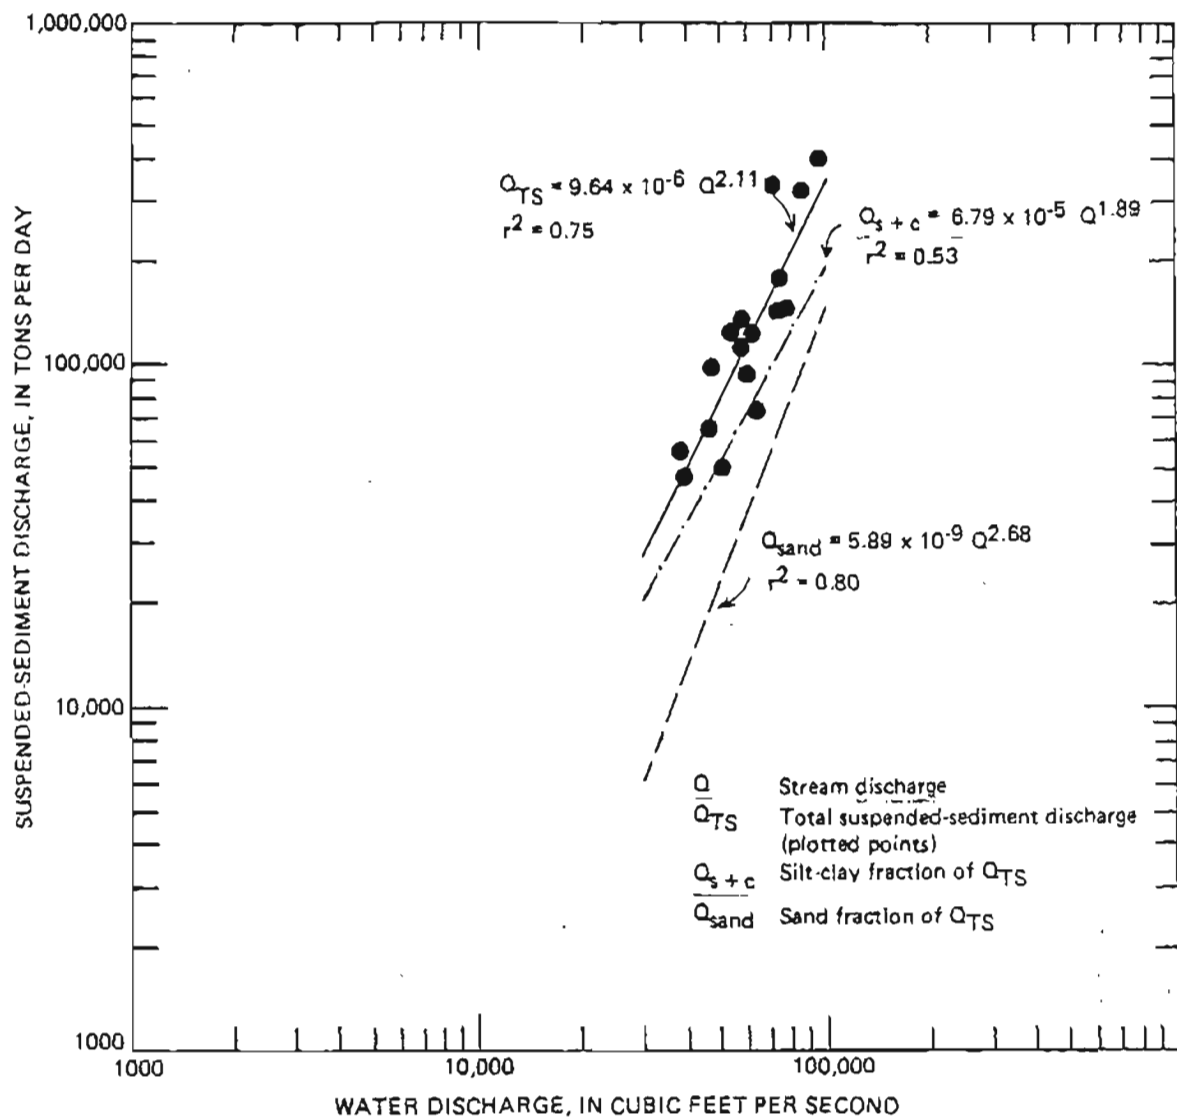 1,000,000
100,000
10,000
1000
SUSPENDED-SEDIMENT DISCHARGE, IN TONS PER DAY
Q_TS = 9.64 x 10^-6 Q^2.11
r^2 = 0.75
Q_s + c = 6.79 x 10^-5 Q^1.89
r^2 = 0.53
Q_sand = 5.89 x 10^-9 Q^2.68
r^2 = 0.80
Q Stream discharge
Q_TS Total suspended-sediment discharge
(plotted points)
Q_s + c Silt-clay fraction of Q_TS
Q_sand Sand fraction of Q_TS
1000 10,000 100,000
WATER DISCHARGE, IN CUBIC FEET PER SECOND